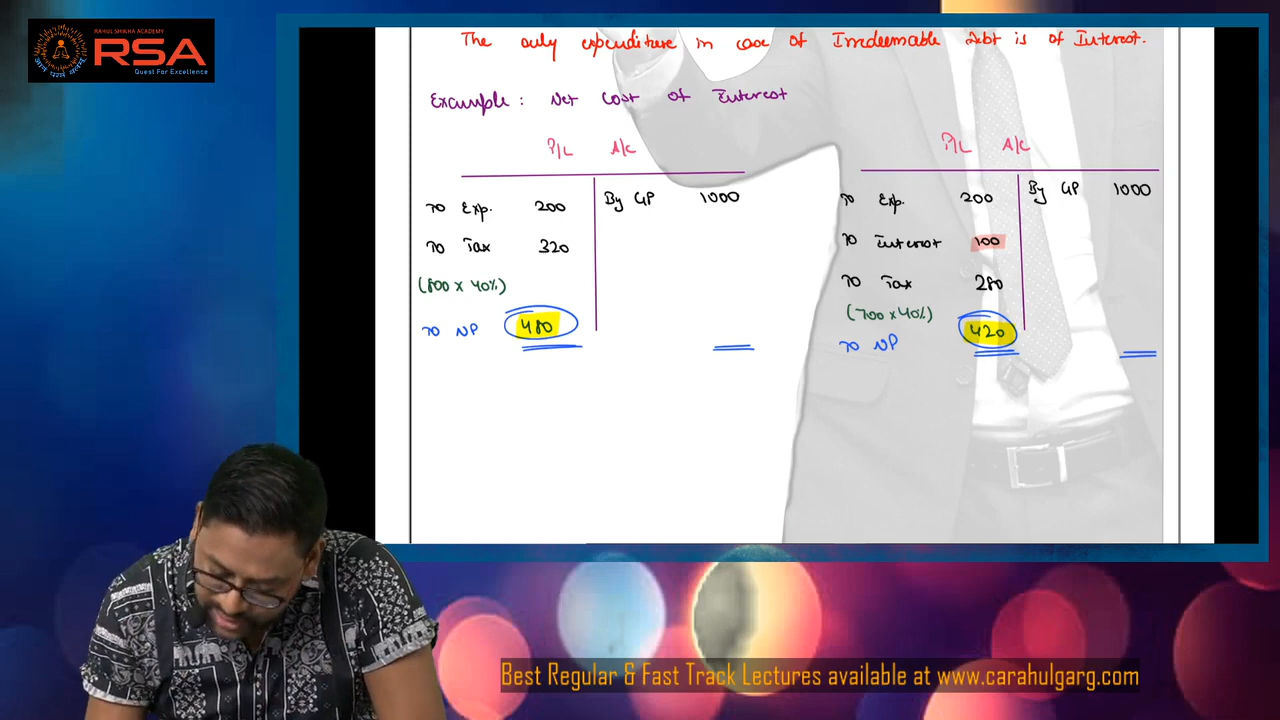 RAHUL SHIKHA ACADEMY
RSA
Quest For Excellence
The only expenditure in case of Irredeemable Debt is of Interest.
Example: Net Cost of Interest
P/L A/C
To Exp. 200 By GP 1000
To Tax 320
(800 x 40%)
To NP 480
P/L A/C
To Exp. 200 By GP 1000
To Interest 100
To Tax 280
(700 x 40%)
To NP 420
Best Regular & Fast Track Lectures available at www.carahulgarg.com